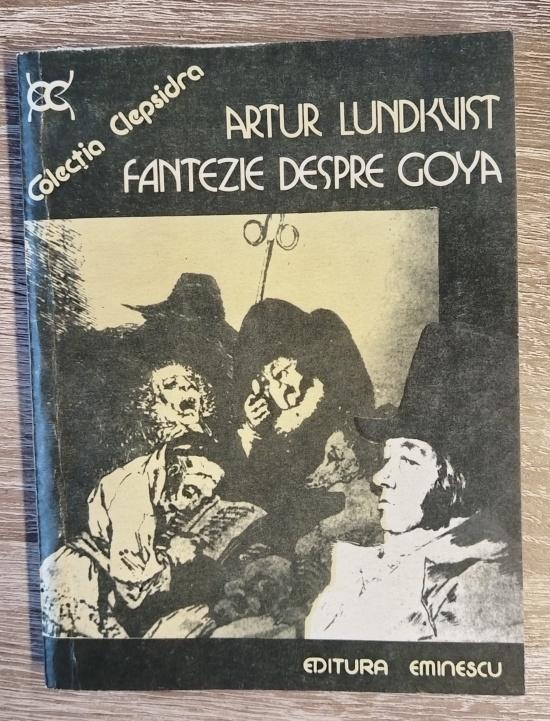 Colecția Clepsidra
ARTUR LUNDKVIST
FANTEZIE DESPRE GOYA
EDITURA EMINESCU